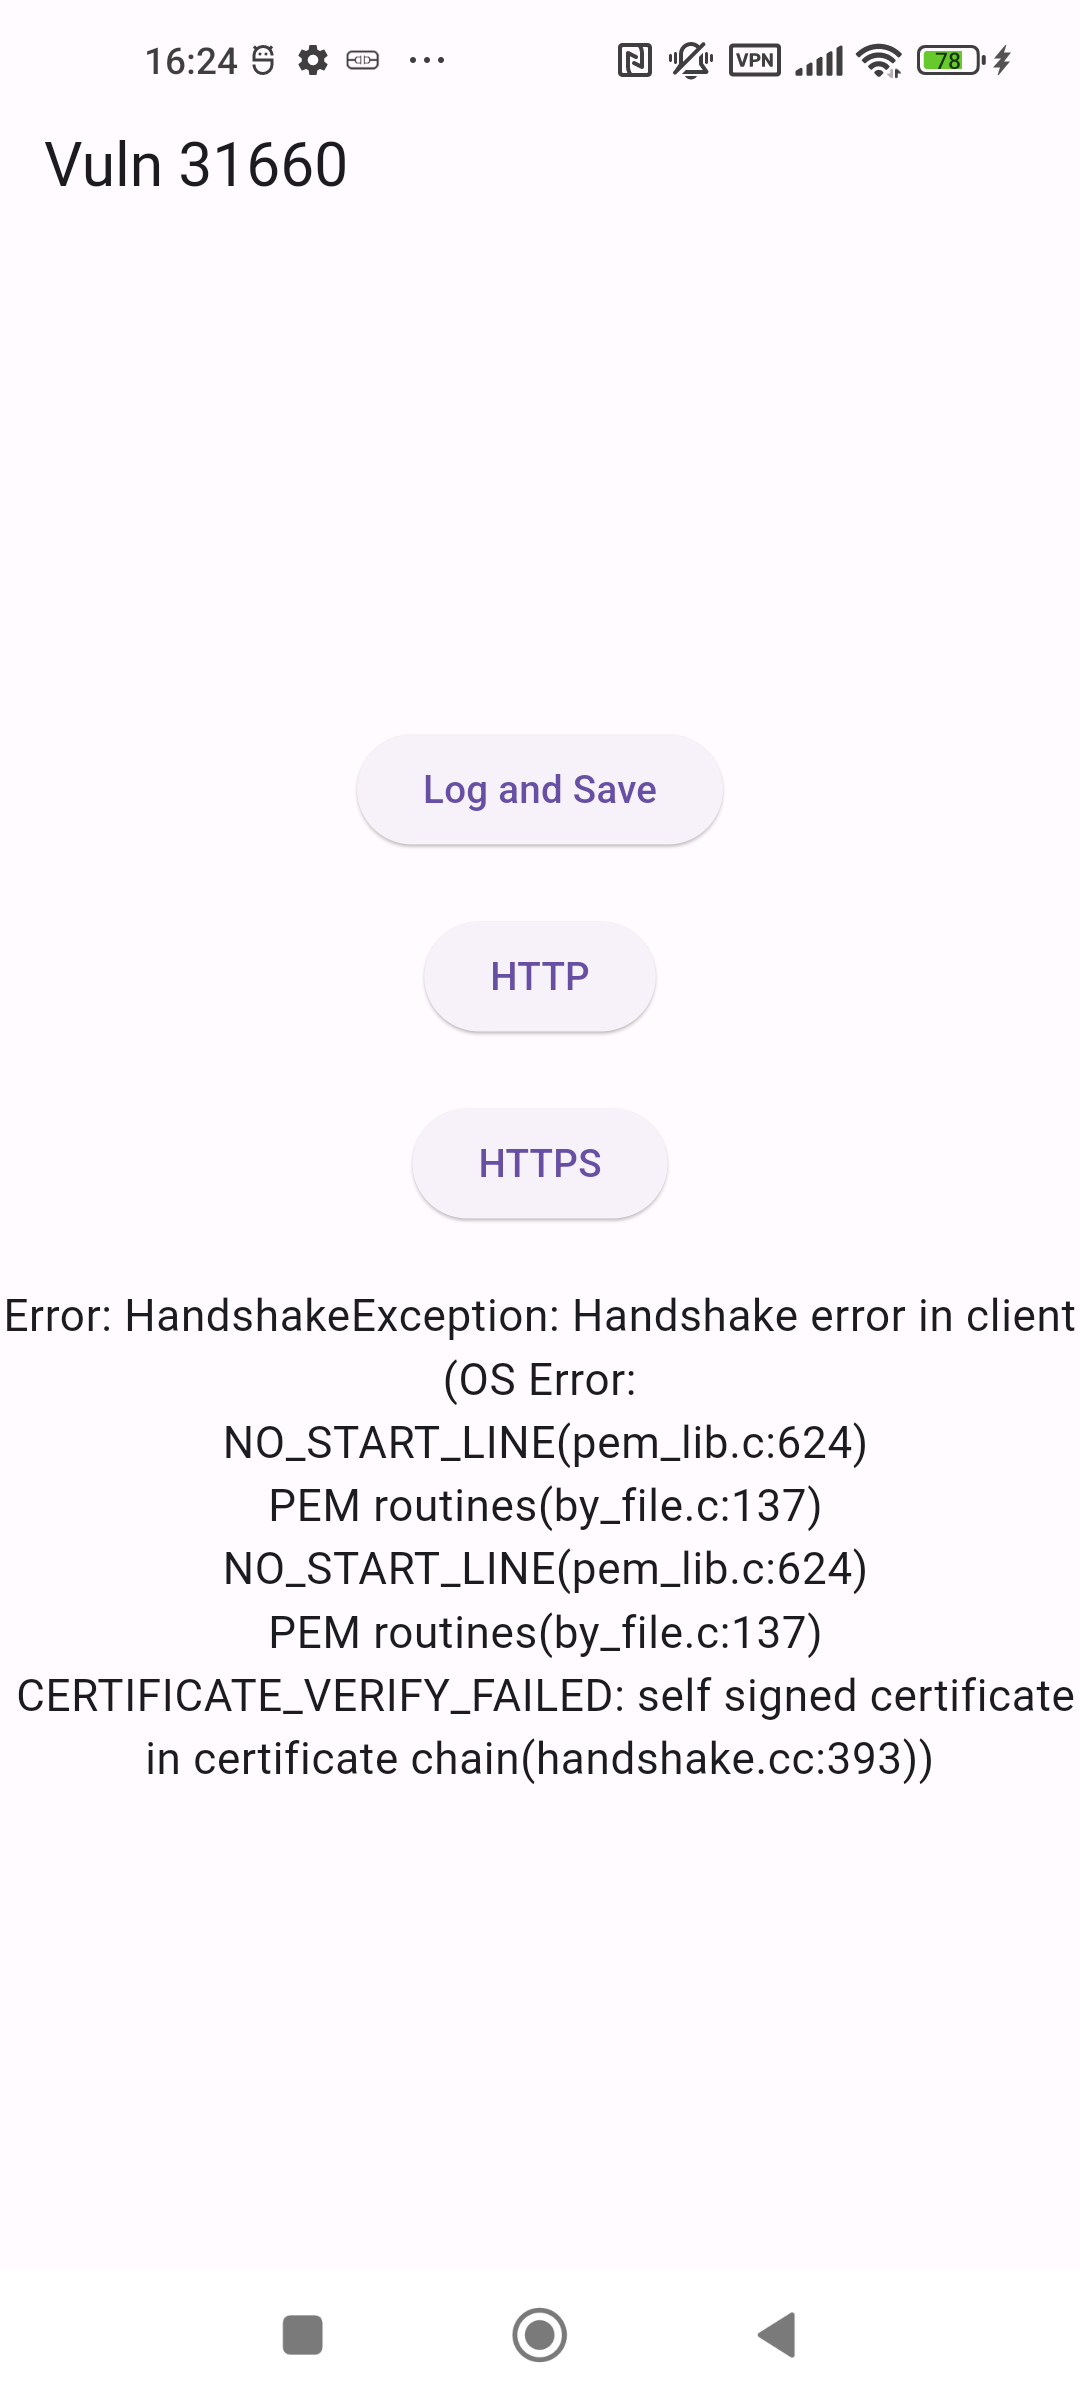 16:24
VPN
78
Vuln 31660
Log and Save
HTTP
HTTPS
Error: HandshakeException: Handshake error in client
(OS Error:
NO_START_LINE(pem_lib.c:624)
PEM routines(by_file.c:137)
NO_START_LINE(pem_lib.c:624)
PEM routines(by_file.c:137)
CERTIFICATE_VERIFY_FAILED: self signed certificate
in certificate chain(handshake.cc:393))